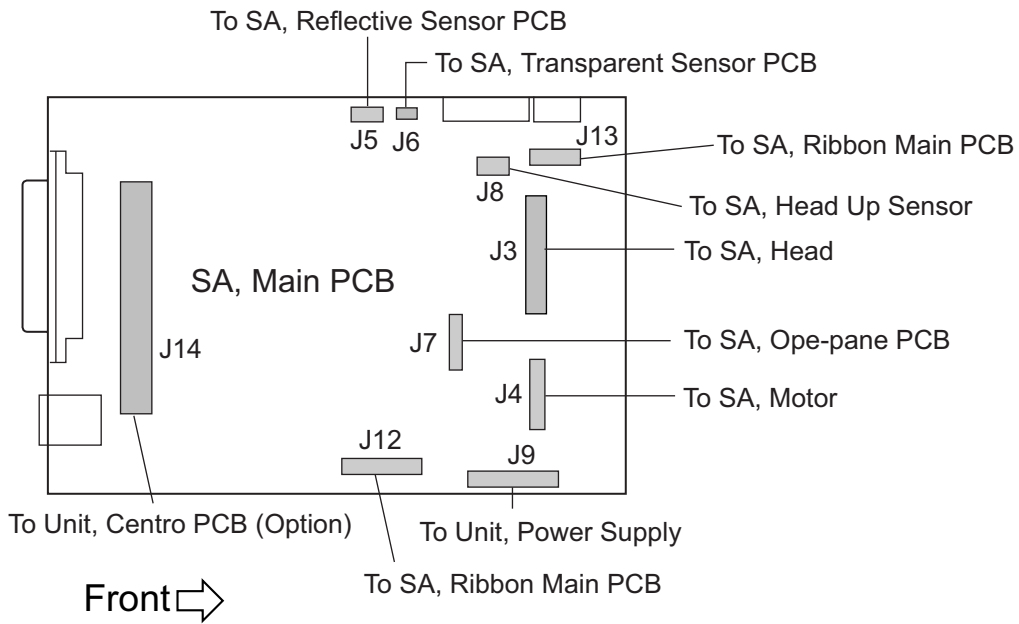 To SA, Reflective Sensor PCB
To SA, Transparent Sensor PCB
J5
J6
J13
To SA, Ribbon Main PCB
J8
To SA, Head Up Sensor
J3
To SA, Head
SA, Main PCB
J7
To SA, Ope-pane PCB
J14
J4
To SA, Motor
J12
J9
To Unit, Centro PCB (Option)
To Unit, Power Supply
To SA, Ribbon Main PCB
Front